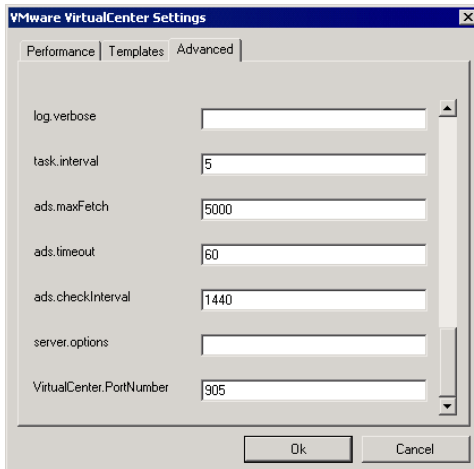 VMware VirtualCenter Settings
Performance Templates Advanced
log.verbose
task.interval 5
ads.maxFetch 5000
ads.timeout 60
ads.checkInterval 1440
server.options
VirtualCenter.PortNumber 905
Ok Cancel